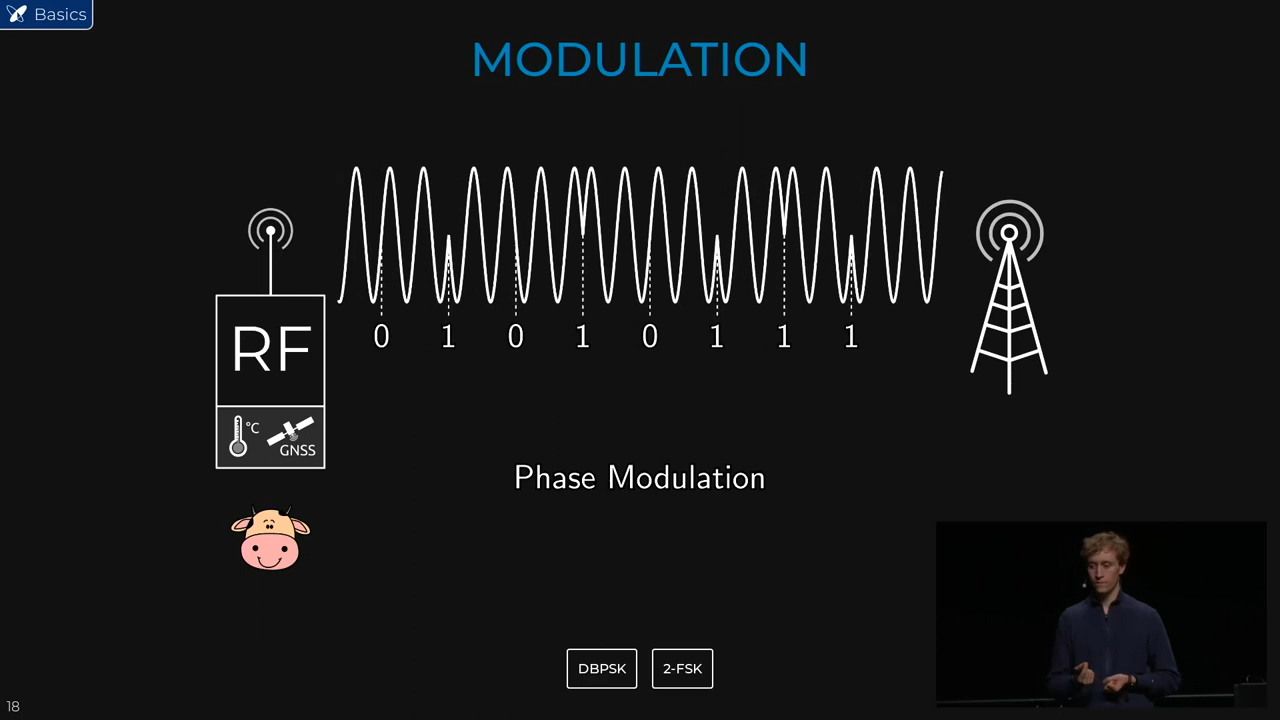 Basics
MODULATION
0 1 0 1 0 1 1 1
RF
°C
GNSS
Phase Modulation
DBPSK 2-FSK
18